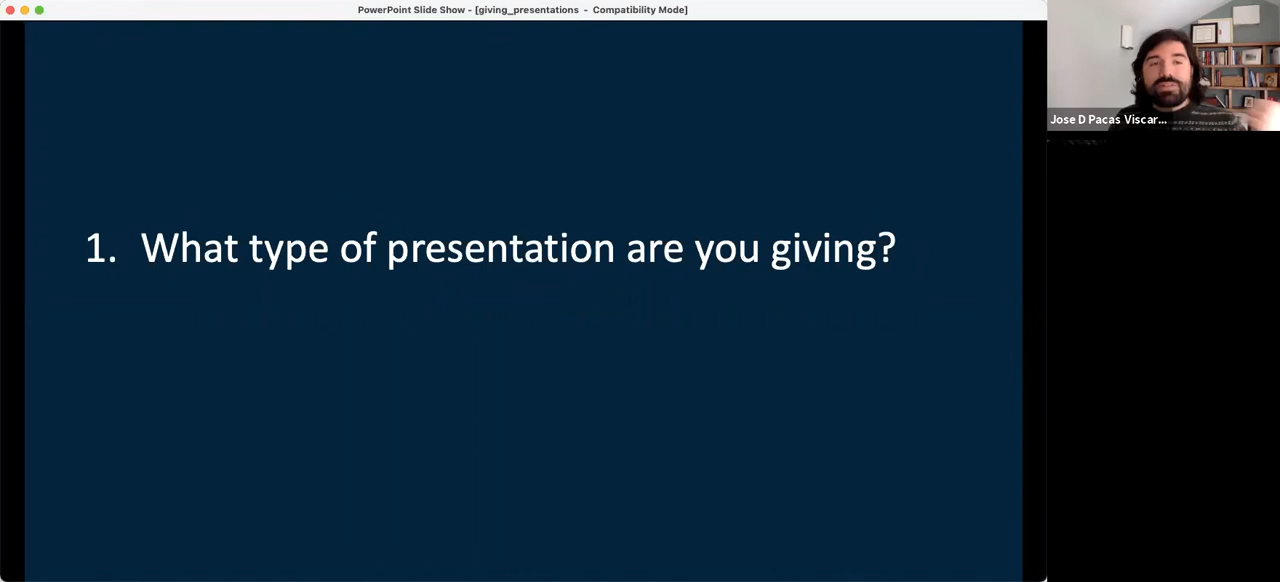 PowerPoint Slide Show - [giving_presentations - Compatibility Mode]
Jose D Pacas Viscar...
1. What type of presentation are you giving?